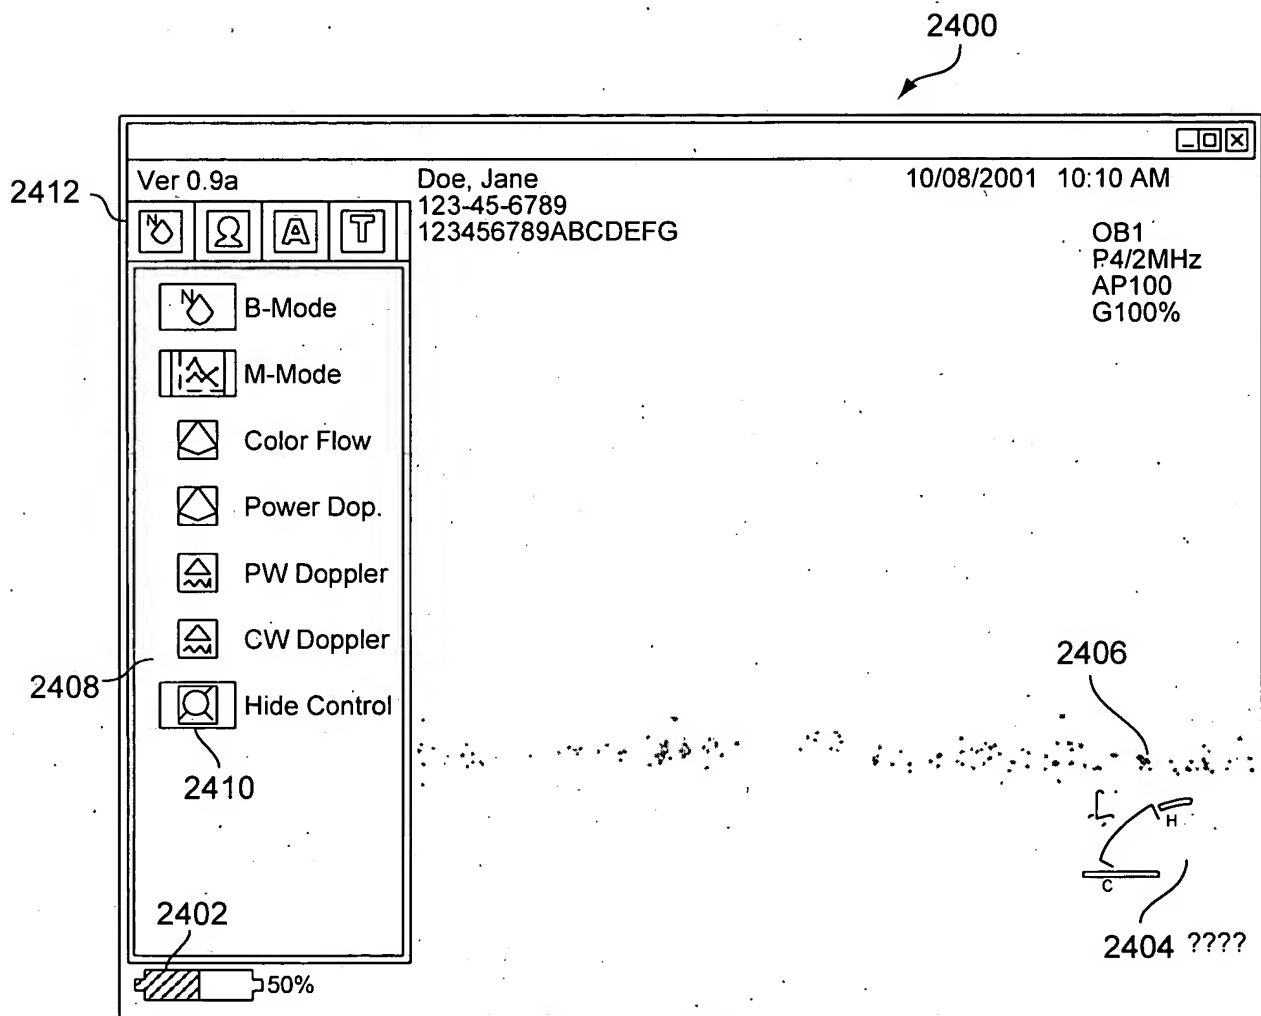 2400
Ver 0.9a
Doe, Jane
10/08/2001 10:10 AM
2412
123-45-6789
N
A
T
123456789ABCDEFG
OB1
P4/2MHz
AP100
G100%
N
B-Mode
M-Mode
Color Flow
Power Dop.
PW Doppler
CW Doppler
2406
2408
Hide Control
2410
H
C
2402
2404 ????
50%